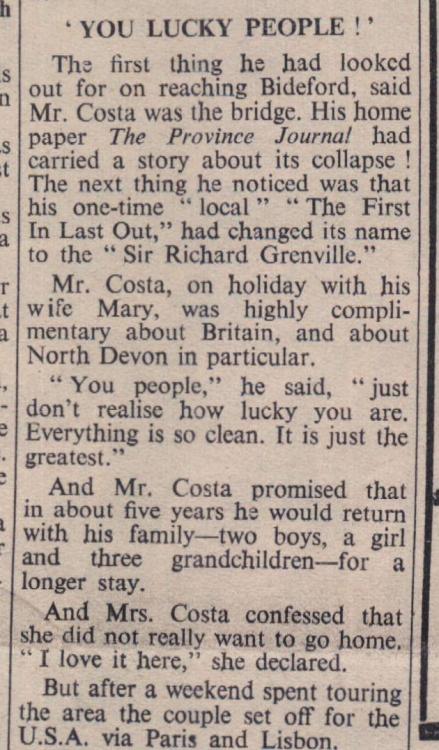 ' YOU LUCKY PEOPLE ! '
The first thing he had looked
out for on reaching Bideford, said
Mr. Costa was the bridge. His home
paper The Province Journal had
carried a story about its collapse !
The next thing he noticed was that
his one-time " local " " The First
In Last Out," had changed its name
to the " Sir Richard Grenville."
Mr. Costa, on holiday with his
wife Mary, was highly compli-
mentary about Britain, and about
North Devon in particular.
" You people," he said, " just
don't realise how lucky you are.
Everything is so clean. It is just the
greatest."
And Mr. Costa promised that
in about five years he would return
with his family—two boys, a girl
and three grandchildren—for a
longer stay.
And Mrs. Costa confessed that
she did not really want to go home.
" I love it here," she declared.
But after a weekend spent touring
the area the couple set off for the
U.S.A. via Paris and Lisbon.